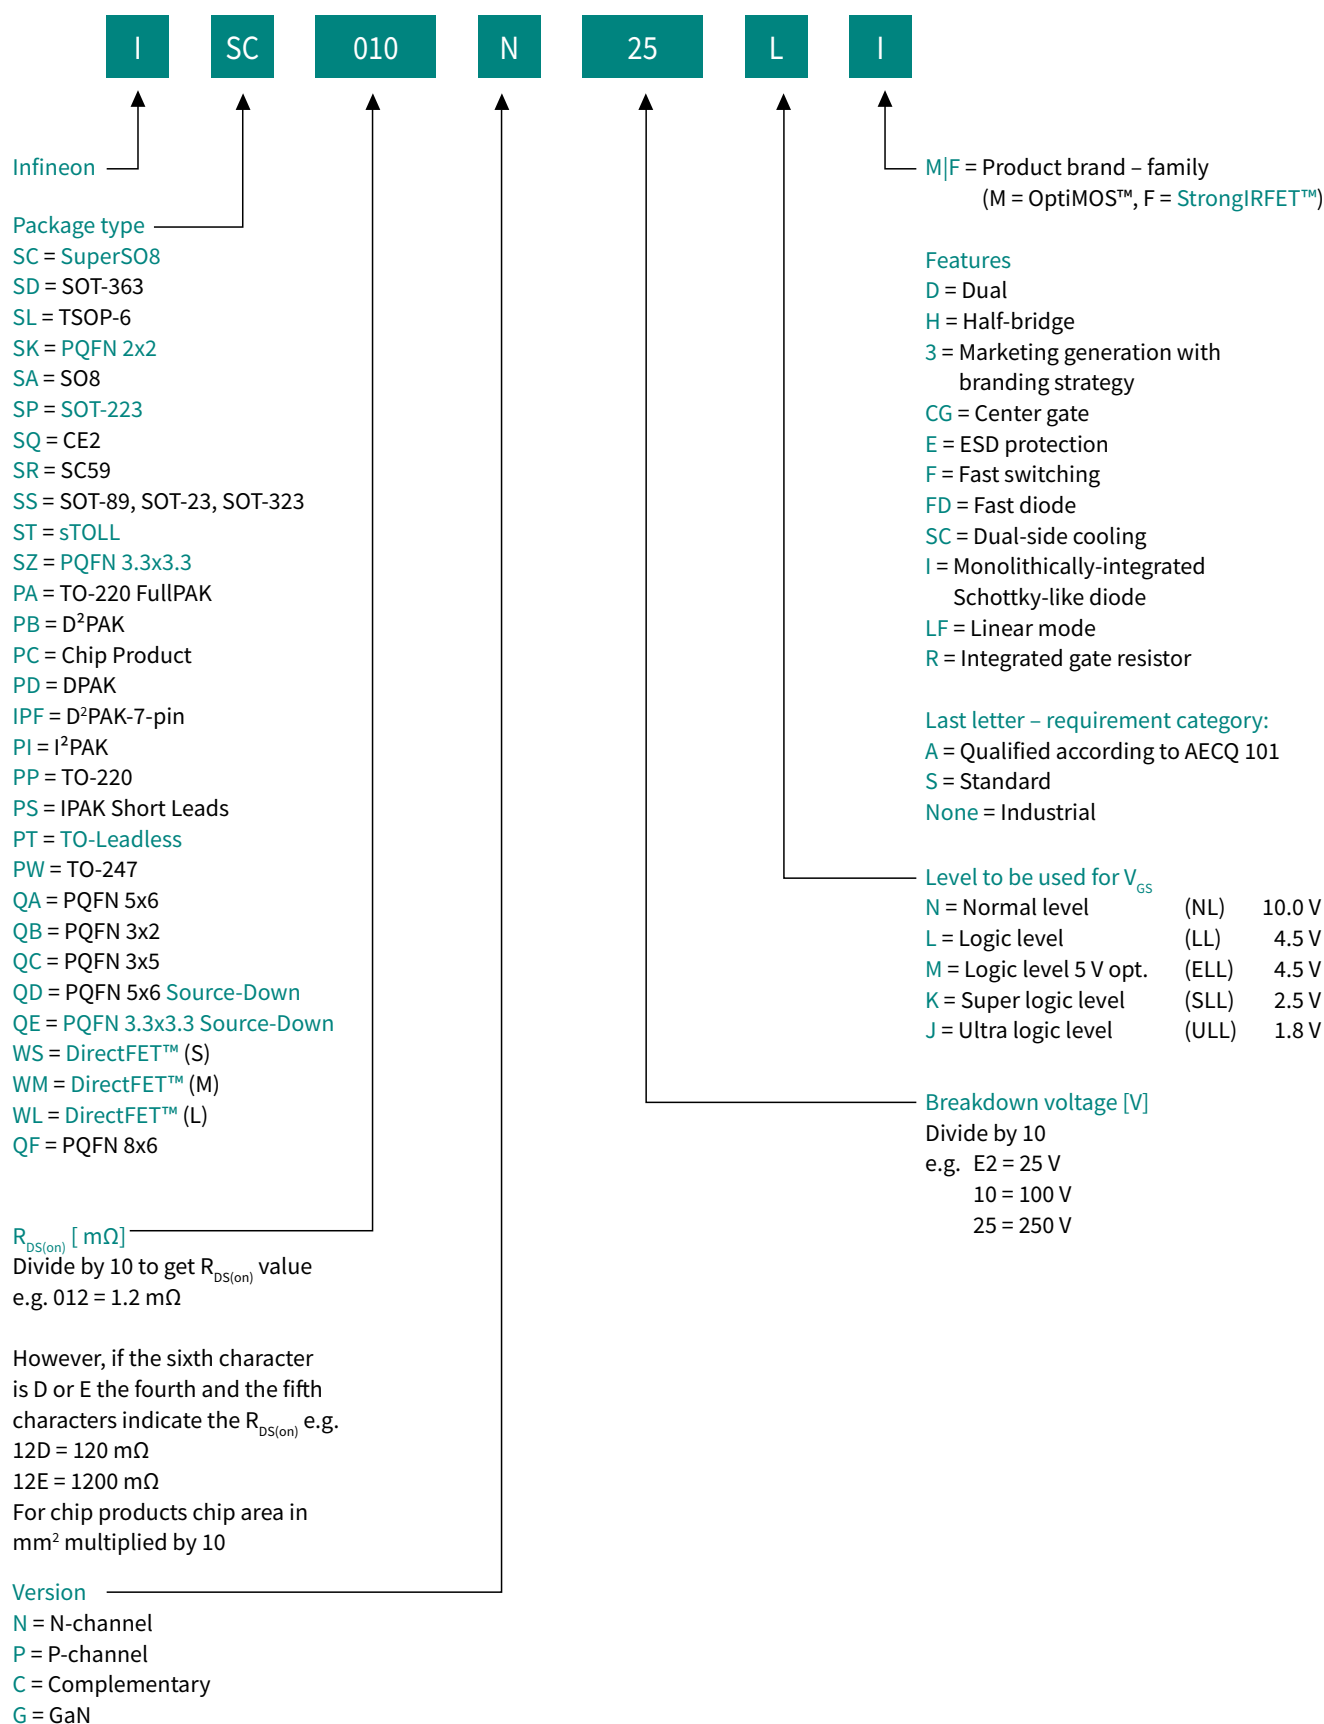 I SC 010 N 25 L I
Infineon
Package type
SC = SuperSO8
SD = SOT-363
SL = TSOP-6
SK = PQFN 2x2
SA = SO8
SP = SOT-223
SQ = CE2
SR = SC59
SS = SOT-89, SOT-23, SOT-323
ST = sTOLL
SZ = PQFN 3.3x3.3
PA = TO-220 FullPAK
PB = D²PAK
PC = Chip Product
PD = DPAK
IPF = D²PAK-7-pin
PI = I²PAK
PP = TO-220
PS = IPAK Short Leads
PT = TO-Leadless
PW = TO-247
QA = PQFN 5x6
QB = PQFN 3x2
QC = PQFN 3x5
QD = PQFN 5x6 Source-Down
QE = PQFN 3.3x3.3 Source-Down
WS = DirectFET™ (S)
WM = DirectFET™ (M)
WL = DirectFET™ (L)
QF = PQFN 8x6
RDS(on) [ mΩ]
Divide by 10 to get RDS(on) value
e.g. 012 = 1.2 mΩ
However, if the sixth character
is D or E the fourth and the fifth
characters indicate the RDS(on) e.g.
12D = 120 mΩ
12E = 1200 mΩ
For chip products chip area in
mm² multiplied by 10
Version
N = N-channel
P = P-channel
C = Complementary
G = GaN
M|F = Product brand – family
(M = OptiMOS™, F = StrongIRFET™)
Features
D = Dual
H = Half-bridge
3 = Marketing generation with
branding strategy
CG = Center gate
E = ESD protection
F = Fast switching
FD = Fast diode
SC = Dual-side cooling
I = Monolithically-integrated
Schottky-like diode
LF = Linear mode
R = Integrated gate resistor
Last letter – requirement category:
A = Qualified according to AECQ 101
S = Standard
None = Industrial
Level to be used for VGS
N = Normal level (NL) 10.0 V
L = Logic level (LL) 4.5 V
M = Logic level 5 V opt. (ELL) 4.5 V
K = Super logic level (SLL) 2.5 V
J = Ultra logic level (ULL) 1.8 V
Breakdown voltage [V]
Divide by 10
e.g. E2 = 25 V
10 = 100 V
25 = 250 V